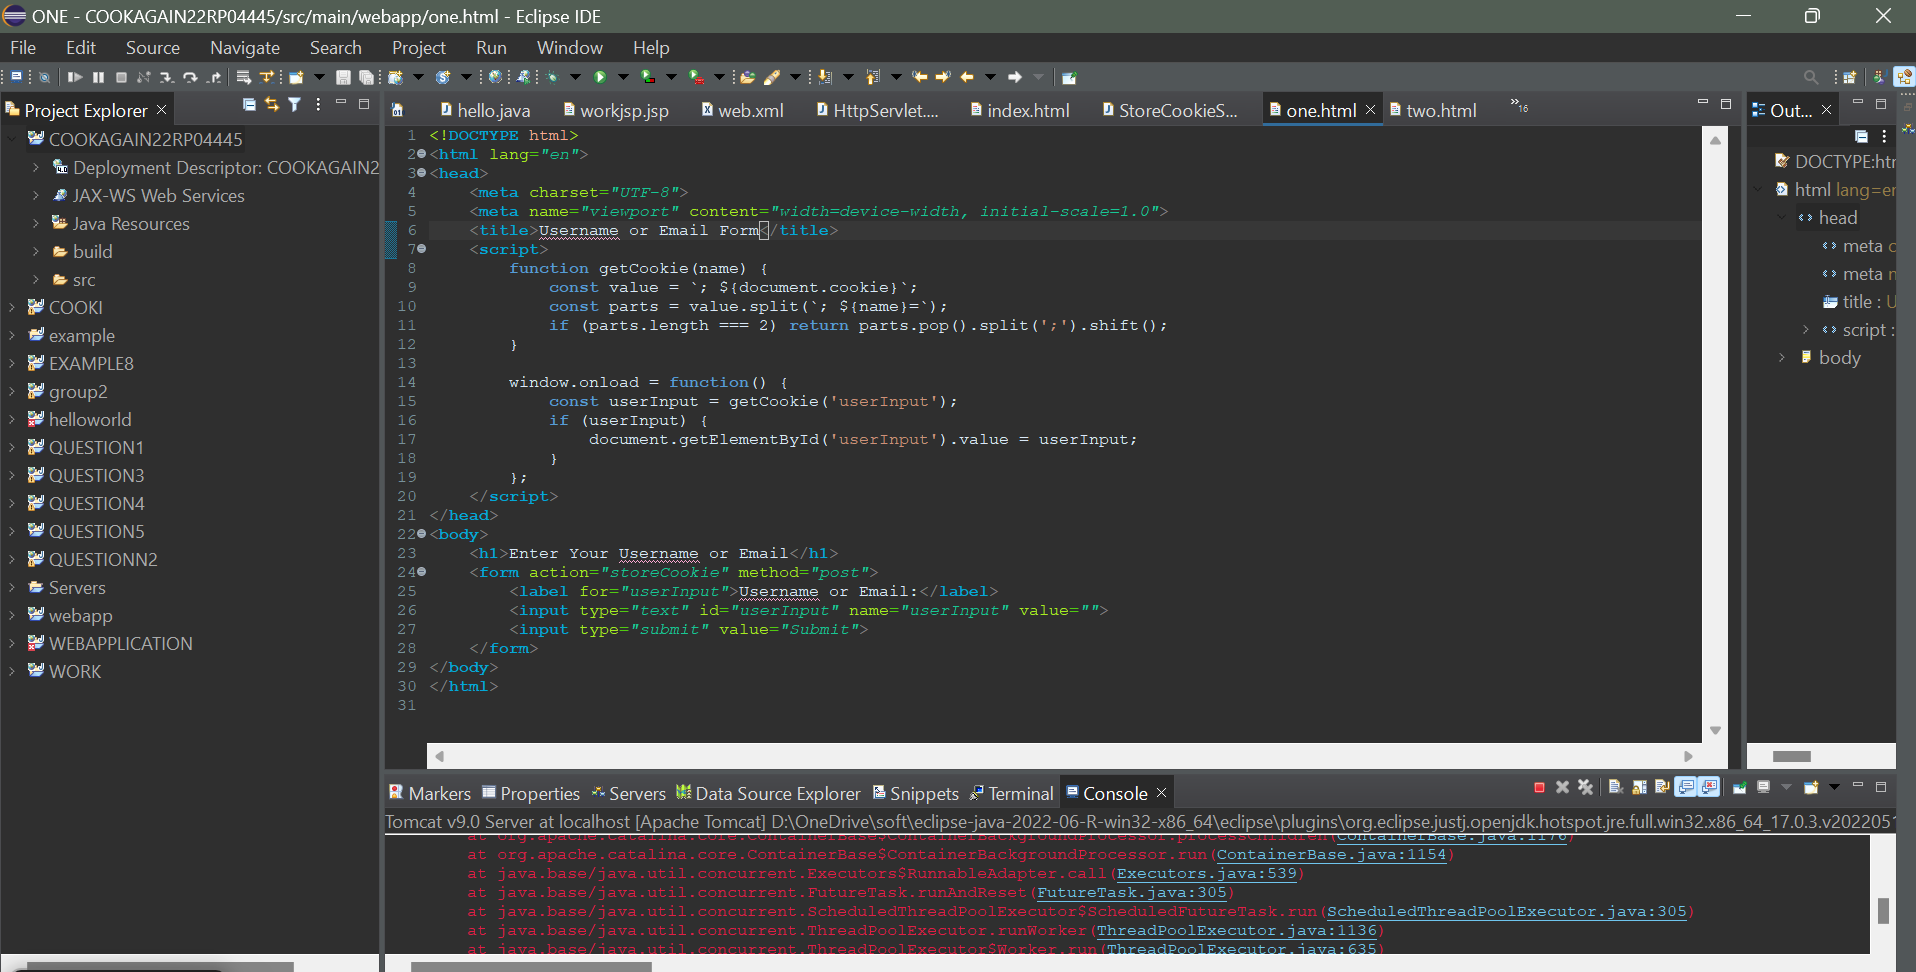 ONE - COOKAGAIN22RP04445/src/main/webapp/one.html - Eclipse IDE
File Edit Source Navigate Search Project Run Window Help
Project Explorer
COOKAGAIN22RP04445
Deployment Descriptor: COOKAGAIN2
JAX-WS Web Services
Java Resources
build
src
COOKI
example
EXAMPLE8
group2
helloworld
QUESTION1
QUESTION3
QUESTION4
QUESTION5
QUESTIONN2
Servers
webapp
WEBAPPLICATION
WORK
hello.java workjsp.jsp web.xml HttpServlet.... index.html StoreCookieS... one.html two.html »16
1 <!DOCTYPE html>
2 <html lang="en">
3 <head>
4 <meta charset="UTF-8">
5 <meta name="viewport" content="width=device-width, initial-scale=1.0">
6 <title>Username or Email Form</title>
7 <script>
8 function getCookie(name) {
9 const value = `; ${document.cookie}`;
10 const parts = value.split(`; ${name}=`);
11 if (parts.length === 2) return parts.pop().split(';').shift();
12 }
13
14 window.onload = function() {
15 const userInput = getCookie('userInput');
16 if (userInput) {
17 document.getElementById('userInput').value = userInput;
18 }
19 };
20 </script>
21 </head>
22 <body>
23 <h1>Enter Your Username or Email</h1>
24 <form action="storeCookie" method="post">
25 <label for="userInput">Username or Email:</label>
26 <input type="text" id="userInput" name="userInput" value="">
27 <input type="submit" value="Submit">
28 </form>
29 </body>
30 </html>
31
Out...
DOCTYPE:htr
html lang=er
head
meta c
meta n
title : U
script :
body
Markers Properties Servers Data Source Explorer Snippets Terminal Console
Tomcat v9.0 Server at localhost [Apache Tomcat] D:\OneDrive\soft\eclipse-java-2022-06-R-win32-x86_64\eclipse\plugins\org.eclipse.justj.openjdk.hotspot.jre.full.win32.x86_64_17.0.3.v2022051
at org.apache.catalina.core.ContainerBase$ContainerBackgroundProcessor.processChildren(ContainerBase.java:1176)
at org.apache.catalina.core.ContainerBase$ContainerBackgroundProcessor.run(ContainerBase.java:1154)
at java.base/java.util.concurrent.Executors$RunnableAdapter.call(Executors.java:539)
at java.base/java.util.concurrent.FutureTask.runAndReset(FutureTask.java:305)
at java.base/java.util.concurrent.ScheduledThreadPoolExecutor$ScheduledFutureTask.run(ScheduledThreadPoolExecutor.java:305)
at java.base/java.util.concurrent.ThreadPoolExecutor.runWorker(ThreadPoolExecutor.java:1136)
at java.base/java.util.concurrent.ThreadPoolExecutor$Worker.run(ThreadPoolExecutor.java:635)